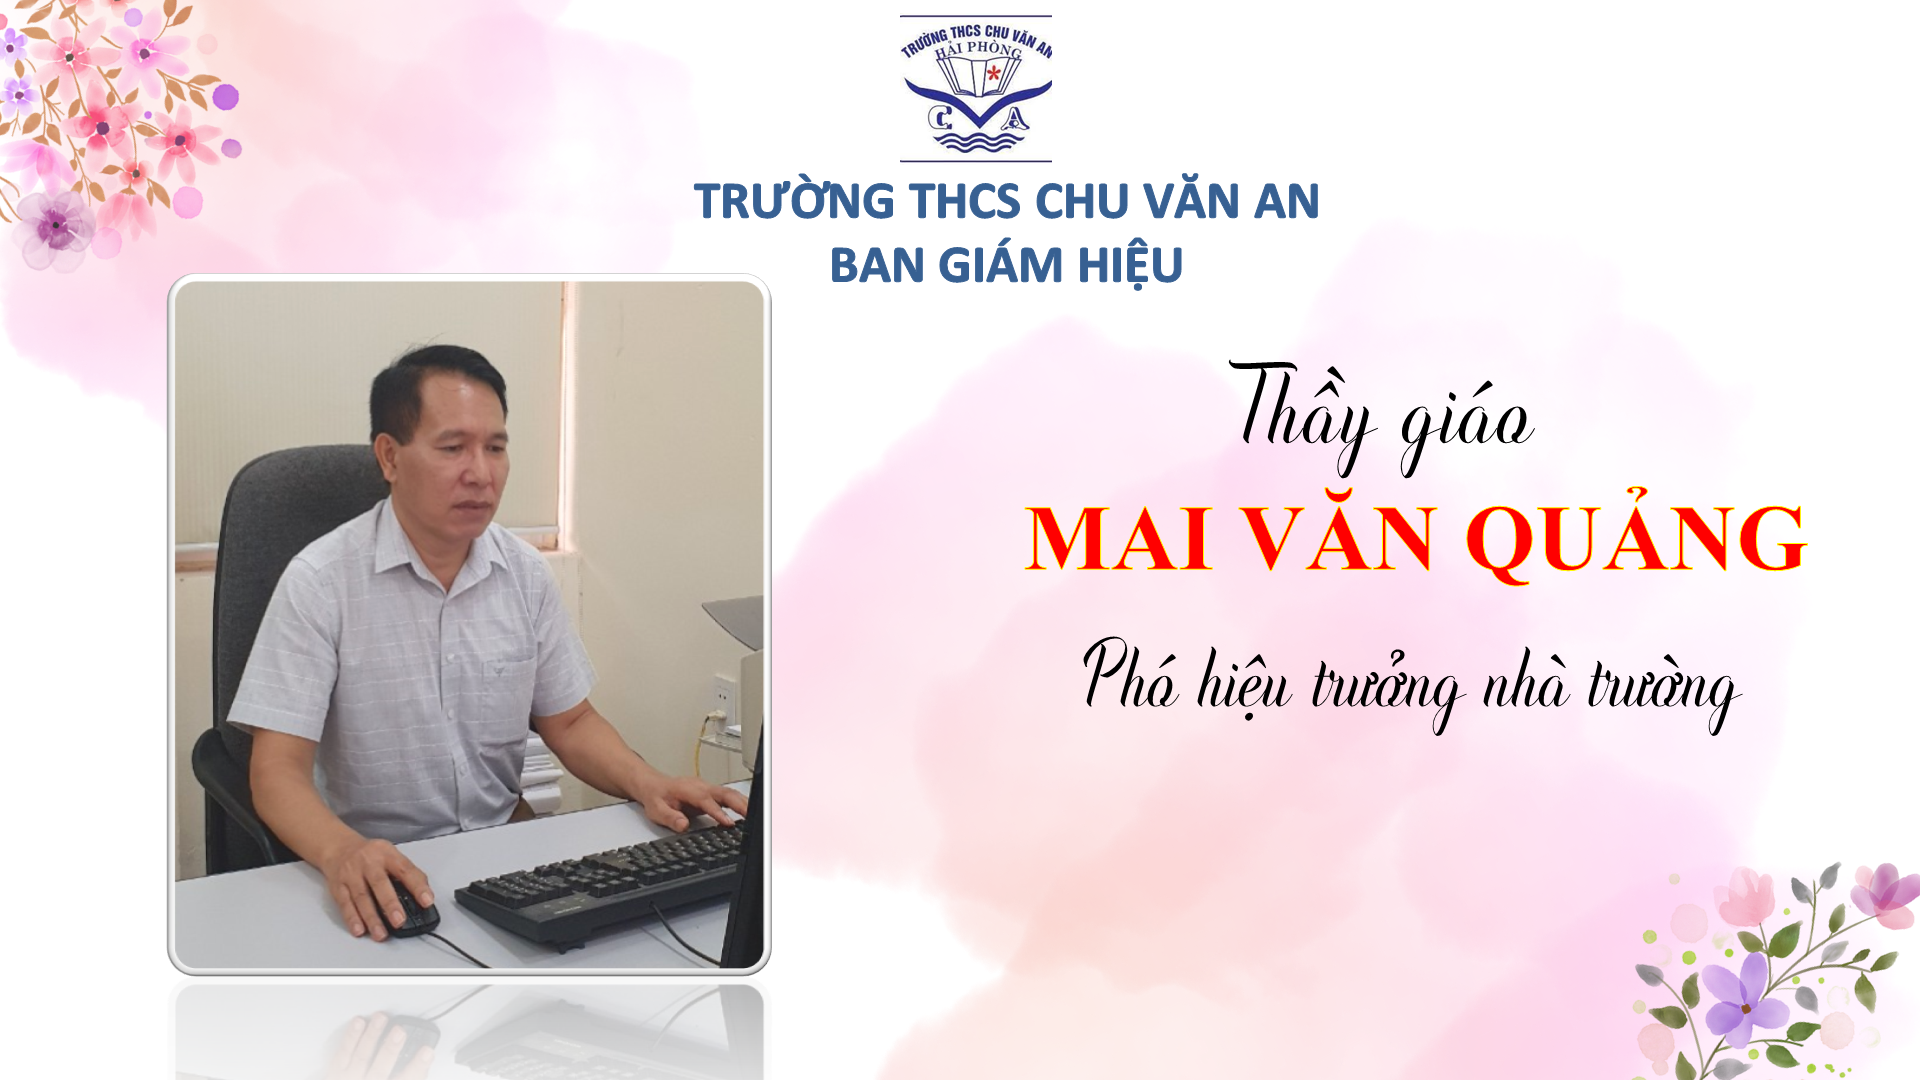 TRƯỜNG THCS CHU VĂN AN
HẢI PHÒNG
C A
TRƯỜNG THCS CHU VĂN AN
BAN GIÁM HIỆU
Thầy giáo
MAI VĂN QUẢNG
Phó hiệu trưởng nhà trường